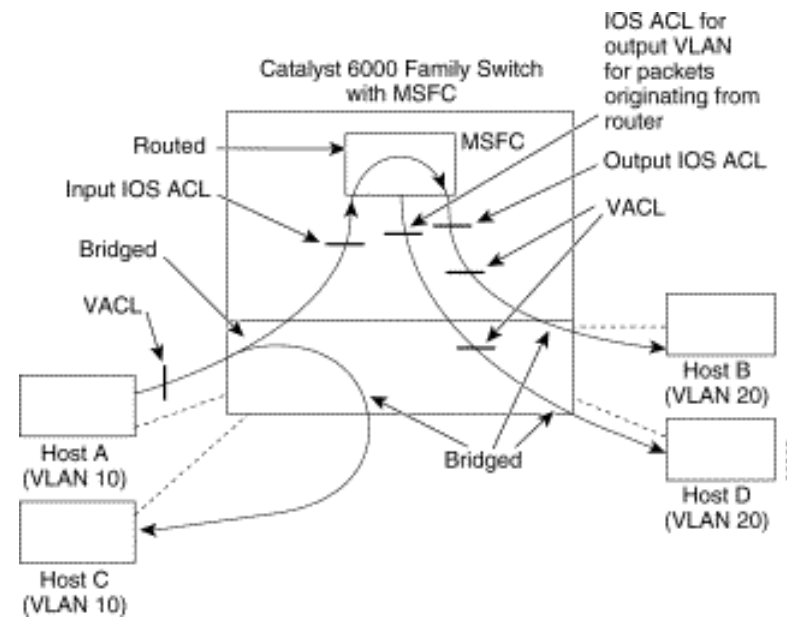 IOS ACL for
output VLAN
for packets
originating from
router
Catalyst 6000 Family Switch
with MSFC
Routed
MSFC
Output IOS ACL
Input IOS ACL
VACL
Bridged
VACL
Host B
(VLAN 20)
Host A
(VLAN 10)
Bridged
Host D
(VLAN 20)
Host C
(VLAN 10)